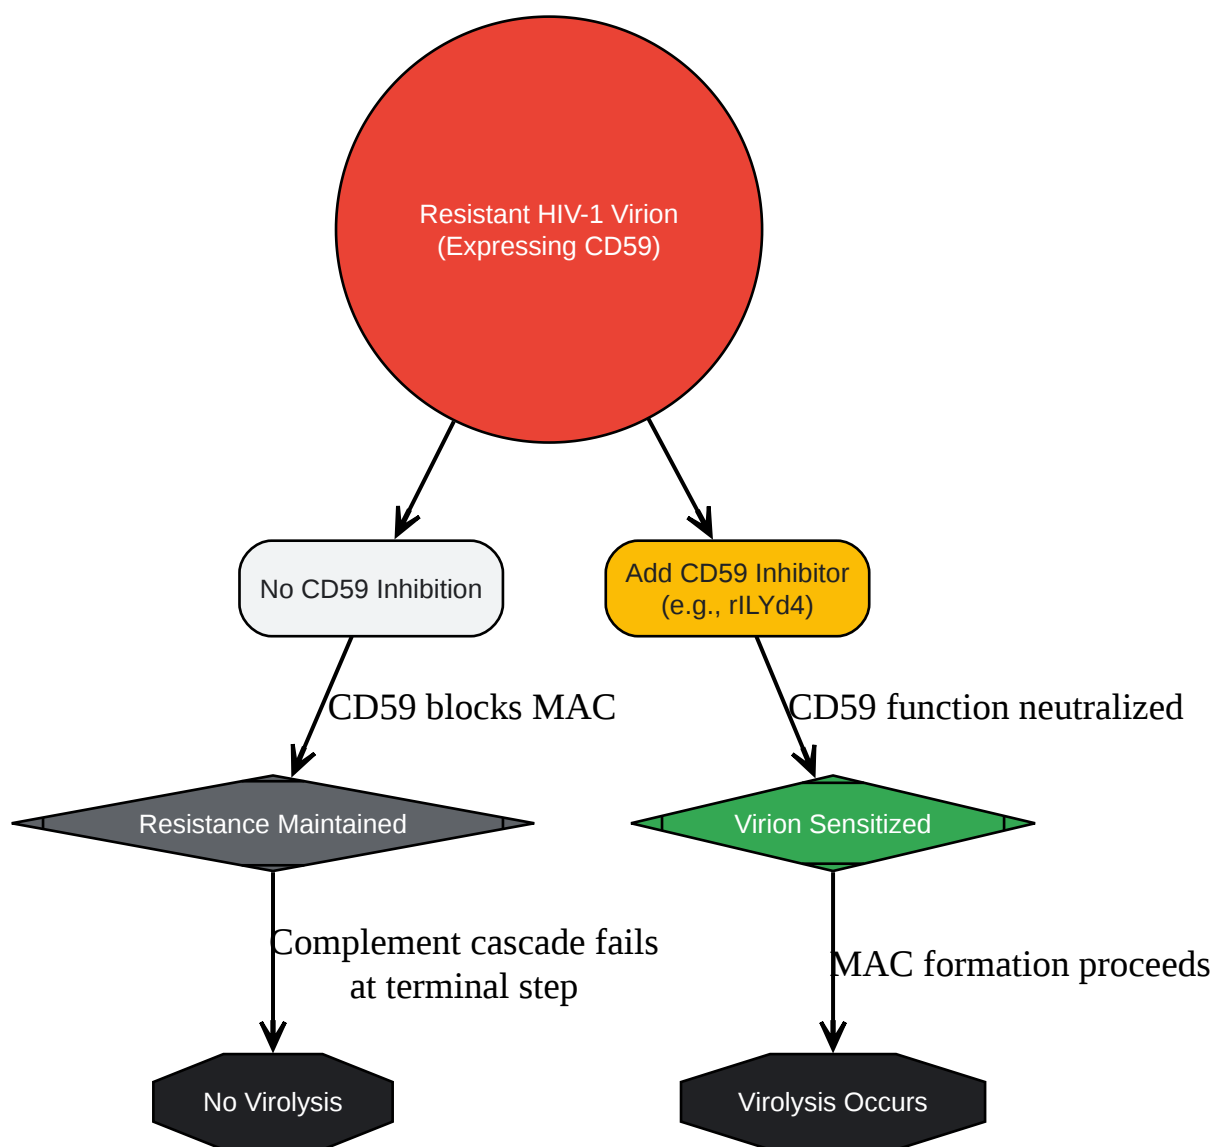 Resistant HIV-1 Virion
(Expressing CD59)
No CD59 Inhibition
Add CD59 Inhibitor
(e.g., rILYd4)
CD59 blocks MAC
CD59 function neutralized
Resistance Maintained
Virion Sensitized
Complement cascade fails
at terminal step
MAC formation proceeds
No Virolysis
Virolysis Occurs